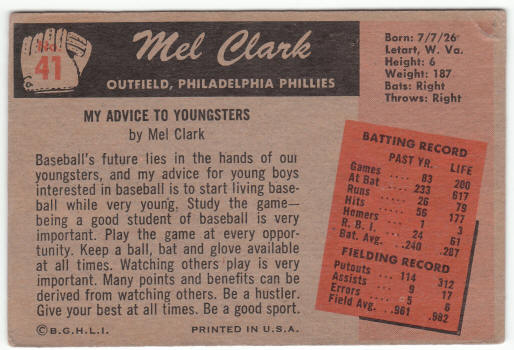 No.
41
Mel Clark
OUTFIELD, PHILADELPHIA PHILLIES
Born: 7/7/26
Letart, W. Va.
Height: 6
Weight: 187
Bats: Right
Throws: Right
MY ADVICE TO YOUNGSTERS
by Mel Clark
Baseball's future lies in the hands of our
youngsters, and my advice for young boys
interested in baseball is to start living base-
ball while very young. Study the game—
being a good student of baseball is very
important. Play the game at every oppor-
tunity. Keep a ball, bat and glove available
at all times. Watching others play is very
important. Many points and benefits can be
derived from watching others. Be a hustler.
Give your best at all times. Be a good sport.
©B.G.H.L.I. PRINTED IN U.S.A.
BATTING RECORD
PAST YR. LIFE
Games 83 200
At Bat 233 617
Runs 26 79
Hits 56 177
Homers 1 3
R. B. I. 24 61
Bat. Avg. .240 .287
FIELDING RECORD
Putouts 114 312
Assists 9 17
Errors 5 6
Field Avg. .961 .982